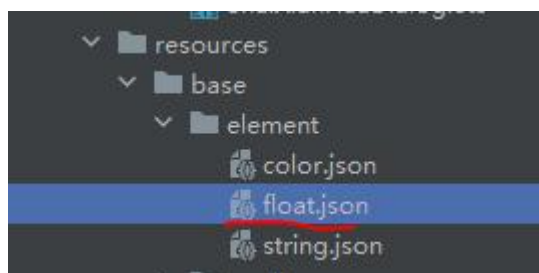 resources
base
element
color.json
float.json
string.json